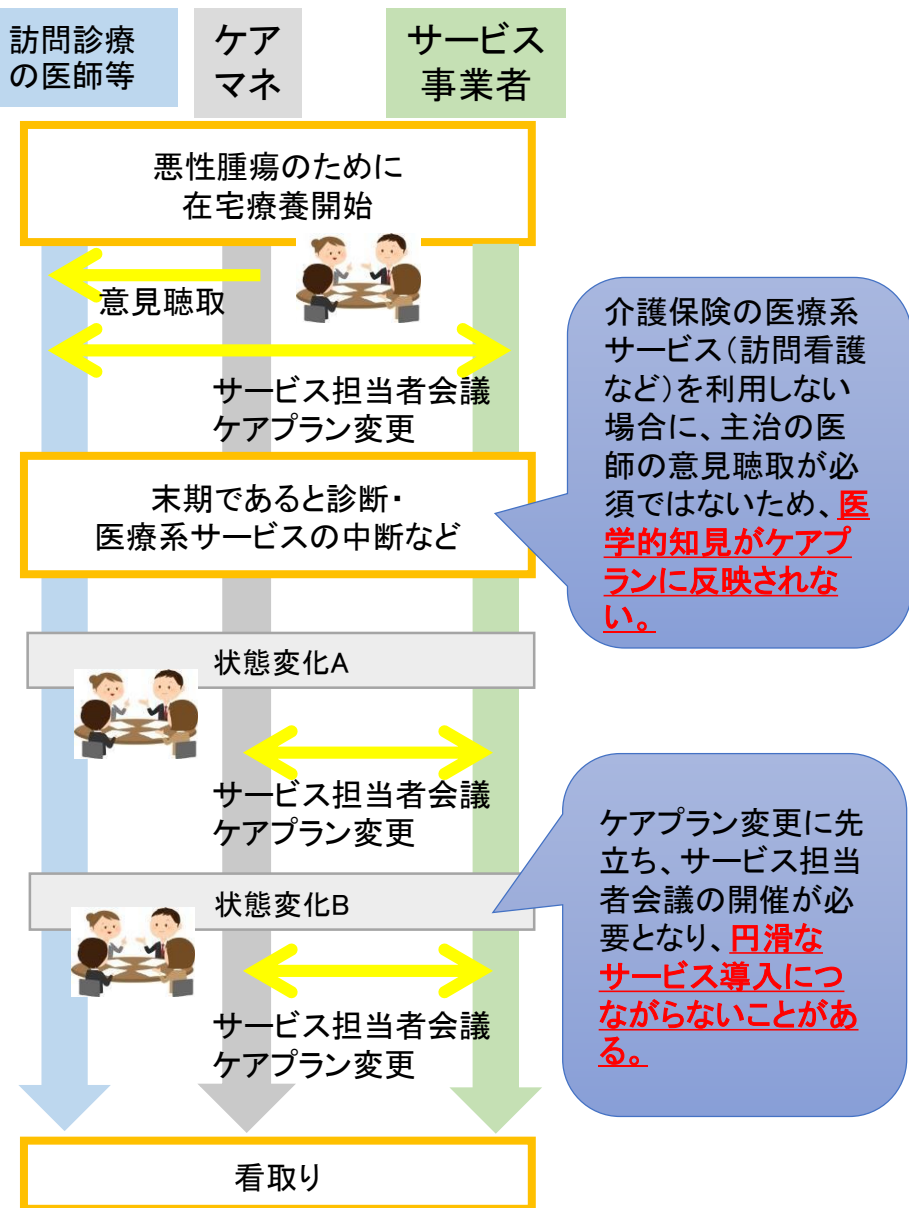 訪問診療
の医師等
ケア
マネ
サービス
事業者
悪性腫瘍のために
在宅療養開始
意見聴取
サービス担当者会議
ケアプラン変更
介護保険の医療系
サービス(訪問看護
など)を利用しない
場合に、主治の医
師の意見聴取が必
須ではないため、医
学的知見がケアプ
ランに反映されな
い。
末期であると診断・
医療系サービスの中断など
状態変化A
サービス担当者会議
ケアプラン変更
状態変化B
サービス担当者会議
ケアプラン変更
ケアプラン変更に先
立ち、サービス担当
者会議の開催が必
要となり、円滑な
サービス導入につ
ながらないことがあ
る。
看取り